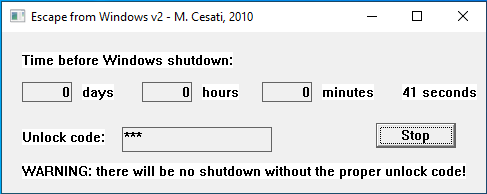 Escape from Windows v2 - M. Cesati, 2010
Time before Windows shutdown:
0 days 0 hours 0 minutes 41 seconds
Unlock code: *** Stop
WARNING: there will be no shutdown without the proper unlock code!